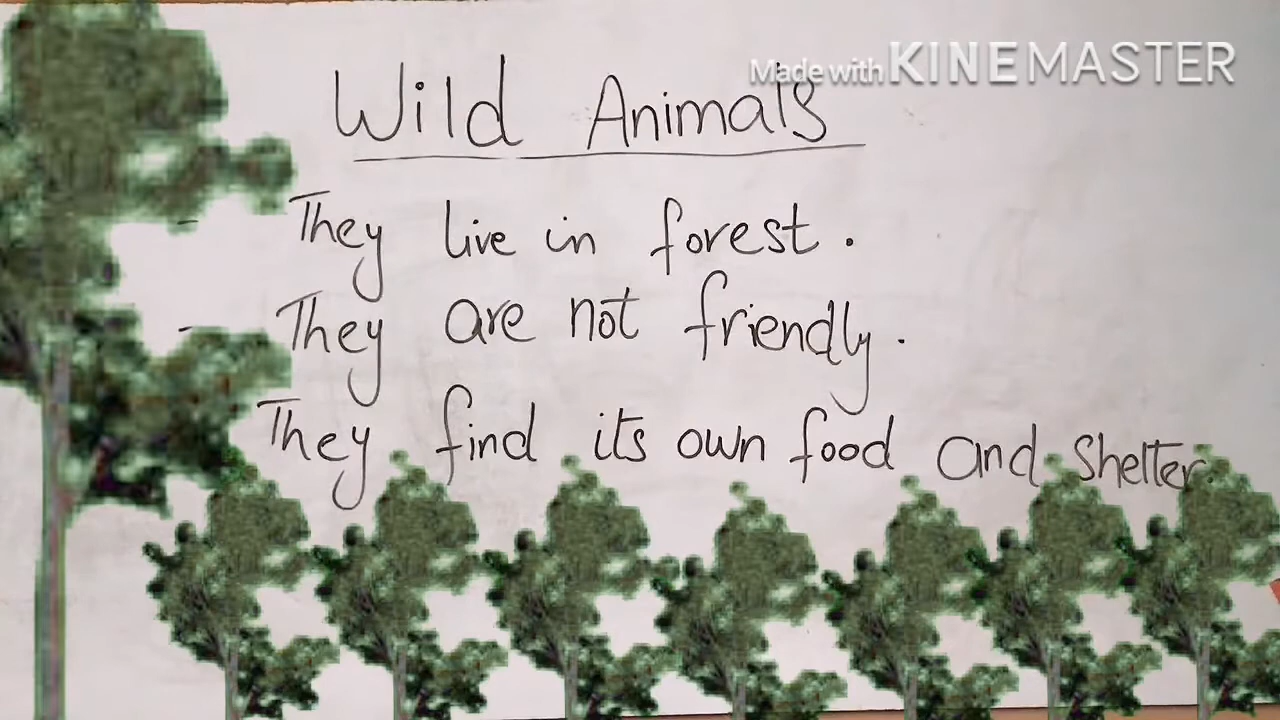 Made with KINEMASTER
Wild Animals
- They live in forest.
- They are not friendly.
They find its own food and Shelter.